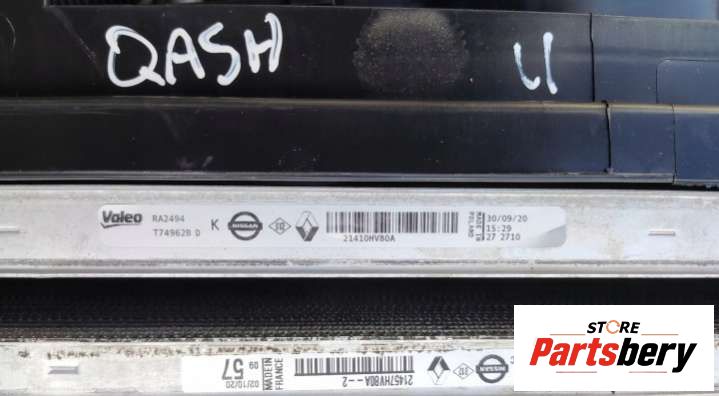 QASH
Valeo RA2494
T74962B D
K
NISSAN
21410HV80A
MADE IN
POLAND
30/09/20
15:29
27 2710
02/10/20
09
57
MADE IN
FRANCE
21457HV80A--2
NISSAN
STORE
Partsbery